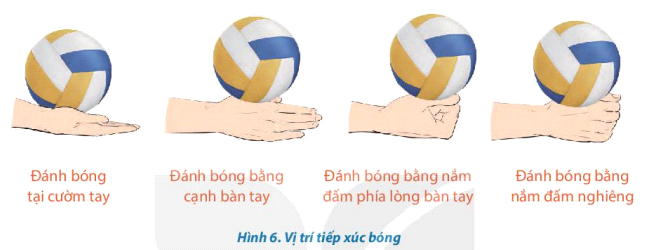 Đánh bóng
tại cườm tay
Đánh bóng bằng
cạnh bàn tay
Đánh bóng bằng nắm
đấm phía lòng bàn tay
Đánh bóng bằng
nắm đấm nghiêng
Hình 6. Vị trí tiếp xúc bóng